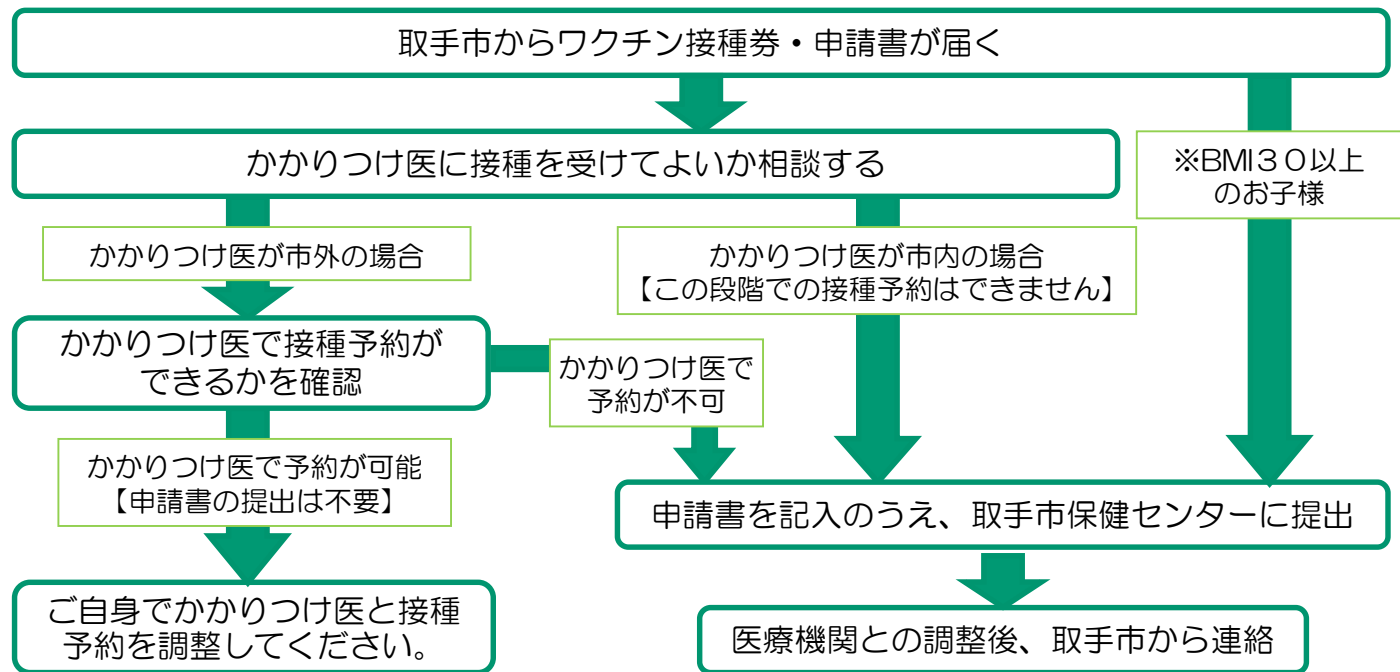 取手市からワクチン接種券・申請書が届く
かかりつけ医に接種を受けてよいか相談する
※BMI３０以上
のお子様
かかりつけ医が市外の場合
かかりつけ医が市内の場合
【この段階での接種予約はできません】
かかりつけ医で接種予約が
できるかを確認
かかりつけ医で
予約が不可
かかりつけ医で予約が可能
【申請書の提出は不要】
申請書を記入のうえ、取手市保健センターに提出
ご自身でかかりつけ医と接種
予約を調整してください。
医療機関との調整後、取手市から連絡